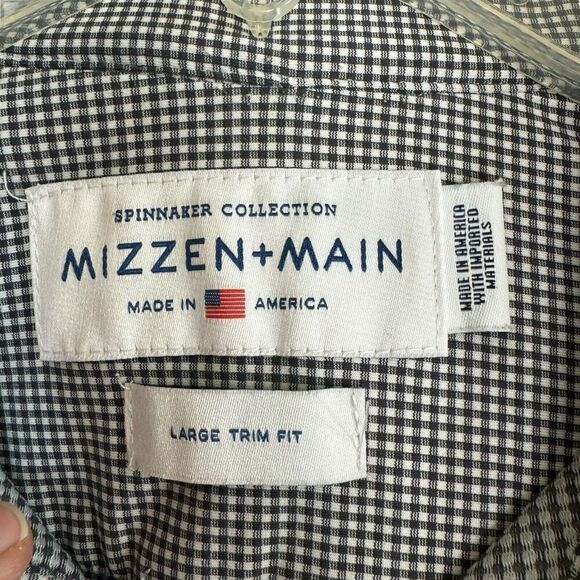 SPINNAKER COLLECTION
MIZZEN+MAIN
MADE IN AMERICA
MADE IN AMERICA
WITH IMPORTED
MATERIALS
LARGE TRIM FIT